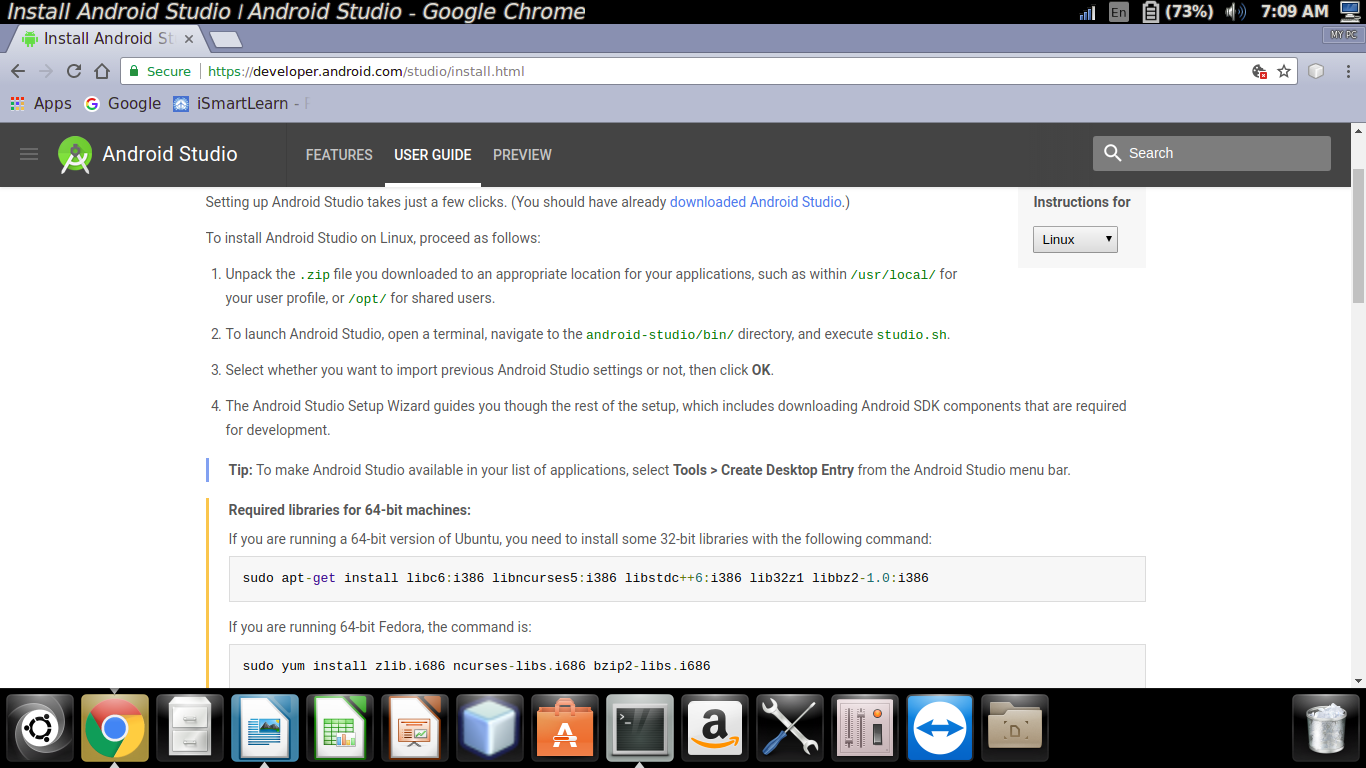 Install Android Studio | Android Studio - Google Chrome
En (73%) 7:09 AM
Install Android St
MY PC
Secure https://developer.android.com/studio/install.html
Apps Google iSmartLearn -
Android Studio FEATURES USER GUIDE PREVIEW Search
Setting up Android Studio takes just a few clicks. (You should have already downloaded Android Studio.)
Instructions for
To install Android Studio on Linux, proceed as follows:
Linux
1. Unpack the .zip file you downloaded to an appropriate location for your applications, such as within /usr/local/ for
your user profile, or /opt/ for shared users.
2. To launch Android Studio, open a terminal, navigate to the android-studio/bin/ directory, and execute studio.sh.
3. Select whether you want to import previous Android Studio settings or not, then click OK.
4. The Android Studio Setup Wizard guides you though the rest of the setup, which includes downloading Android SDK components that are required
for development.
Tip: To make Android Studio available in your list of applications, select Tools > Create Desktop Entry from the Android Studio menu bar.
Required libraries for 64-bit machines:
If you are running a 64-bit version of Ubuntu, you need to install some 32-bit libraries with the following command:
sudo apt-get install libc6:i386 libncurses5:i386 libstdc++6:i386 lib32z1 libbz2-1.0:i386
If you are running 64-bit Fedora, the command is:
sudo yum install zlib.i686 ncurses-libs.i686 bzip2-libs.i686